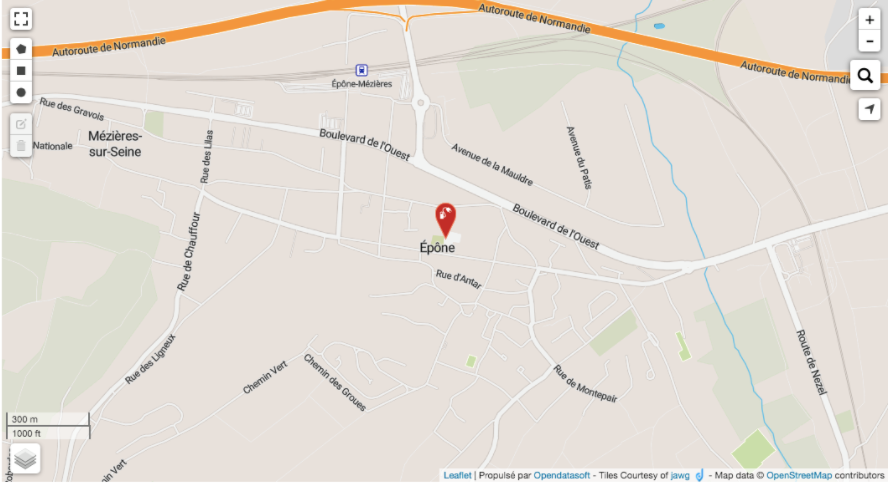 Autoroute de Normandie
Autoroute de Normandie
Autoroute de Normandie
+
-
Épône-Mézières
Rue des Gravois
Mézières-
sur-Seine
Nationale
Rue des Lilas
Boulevard de l'Ouest
Avenue de la Mauldre
Avenue du Patis
Boulevard de l'Ouest
Épône
Rue de Chauffour
Rue d'Antar
Rue des Ligneux
Chemin Vert
Chemin des Groues
Rue de Montepair
Route de Nezel
300 m
1000 ft
min Vert
Leaflet | Propulsé par Opendatasoft - Tiles Courtesy of jawg - Map data © OpenStreetMap contributors